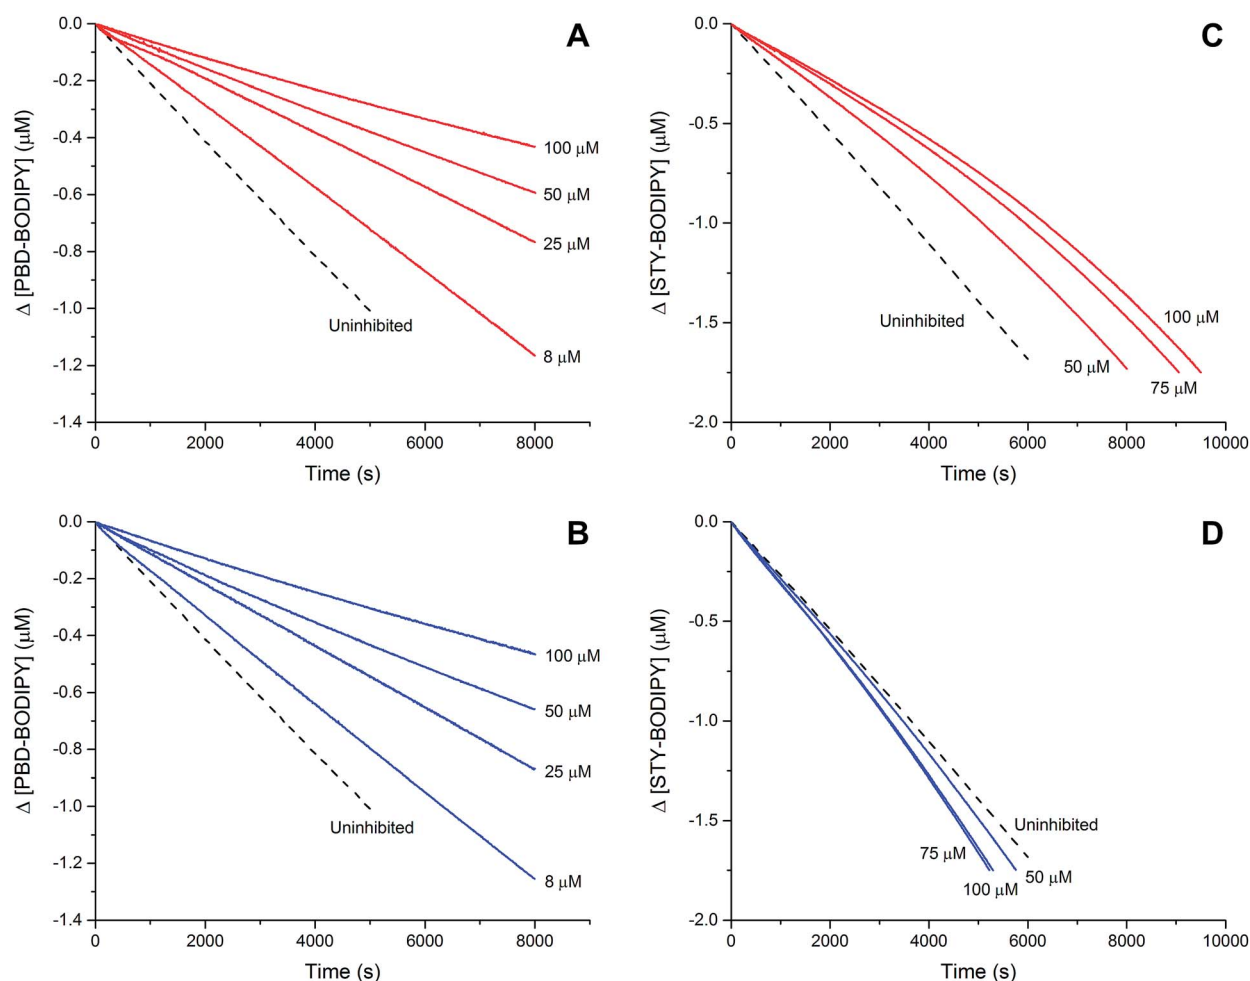 A
Δ [PBD-BODIPY] (μM)
0.0
-0.2
-0.4
-0.6
-0.8
-1.0
-1.2
-1.4
100 μM
50 μM
25 μM
8 μM
Uninhibited
0 2000 4000 6000 8000
Time (s)
C
Δ [STY-BODIPY] (μM)
0.0
-0.5
-1.0
-1.5
-2.0
Uninhibited
100 μM
50 μM
75 μM
0 2000 4000 6000 8000 10000
Time (s)
B
Δ [PBD-BODIPY] (μM)
0.0
-0.2
-0.4
-0.6
-0.8
-1.0
-1.2
-1.4
100 μM
50 μM
25 μM
Uninhibited
8 μM
0 2000 4000 6000 8000
Time (s)
D
Δ [STY-BODIPY] (μM)
0.0
-0.5
-1.0
-1.5
-2.0
Uninhibited
75 μM
50 μM
100 μM
0 2000 4000 6000 8000 10000
Time (s)